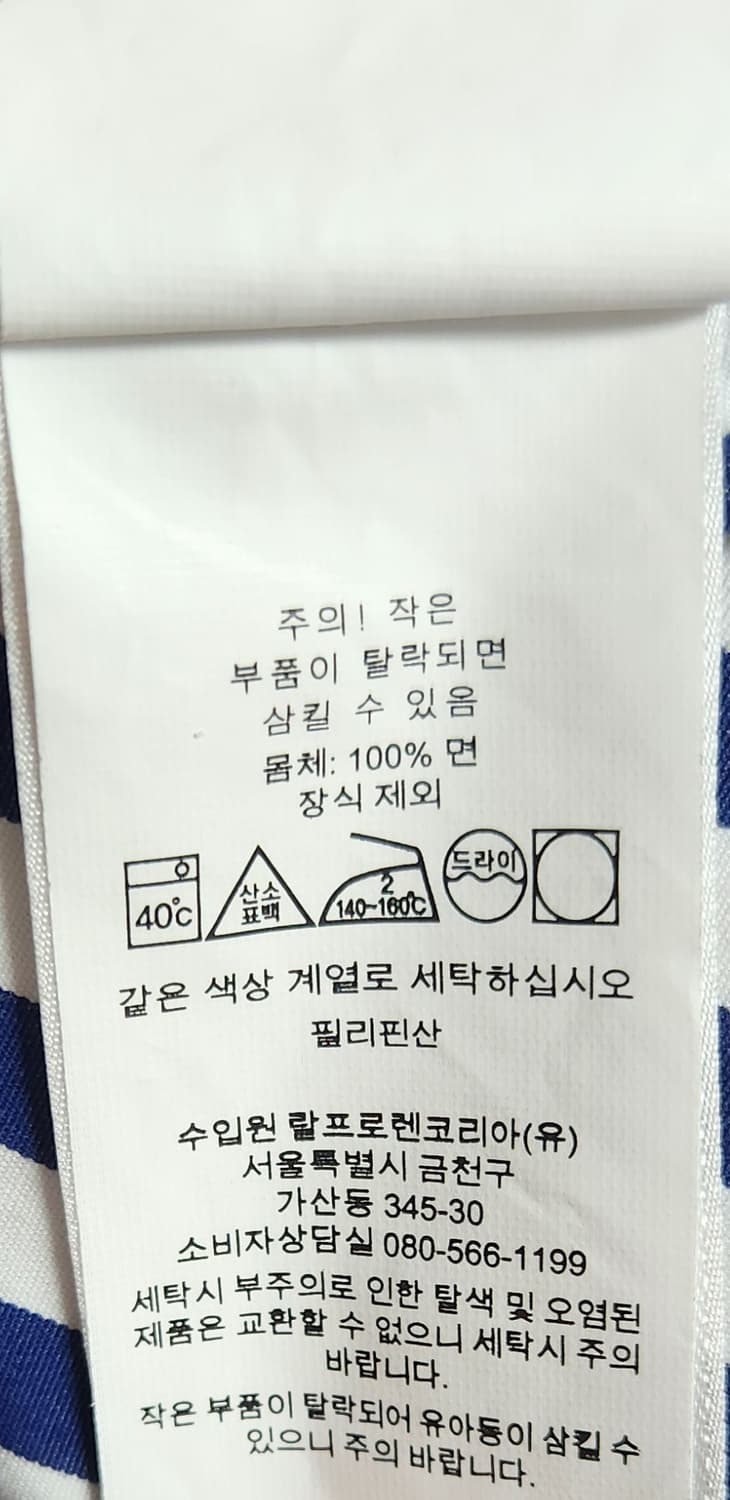 주의! 작은
부품이 탈락되면
삼킬 수 있음
몸체: 100% 면
장식 제외
40℃ 산소 표백 2 140~160℃ 드라이
같은 색상 계열로 세탁하십시오
필리핀산
수입원 랄프로렌코리아(유)
서울특별시 금천구
가산동 345-30
소비자상담실 080-566-1199
세탁시 부주의로 인한 탈색 및 오염된
제품은 교환할 수 없으니 세탁시 주의
바랍니다.
작은 부품이 탈락되어 유아등이 삼킬 수
있으니 주의 바랍니다.